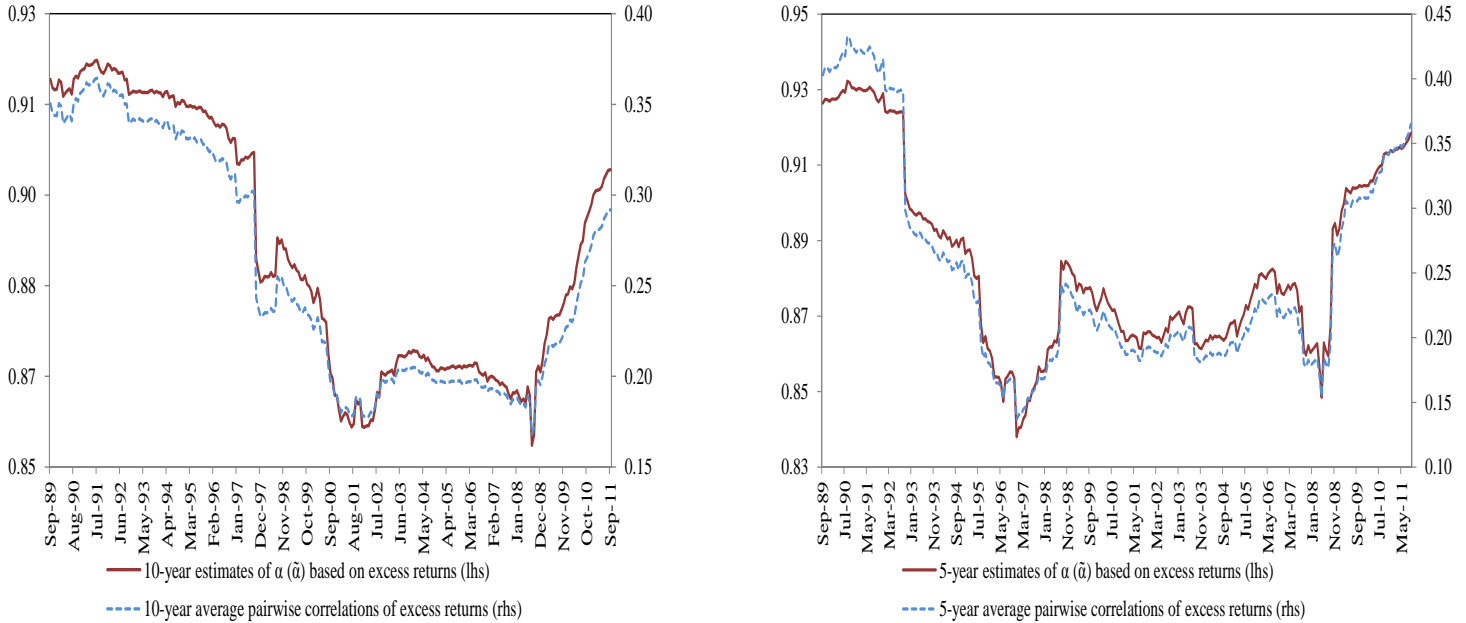 0.93
0.91
0.90
0.88
0.87
0.85
0.40
0.35
0.30
0.25
0.20
0.15
Sep-89
Aug-90
Jul-91
Jun-92
May-93
Apr-94
Mar-95
Feb-96
Jan-97
Dec-97
Nov-98
Oct-99
Sep-00
Aug-01
Jul-02
Jun-03
May-04
Apr-05
Mar-06
Feb-07
Jan-08
Dec-08
Nov-09
Oct-10
Sep-11
10-year estimates of α (α̃) based on excess returns (lhs)
10-year average pairwise correlations of excess returns (rhs)
0.95
0.93
0.91
0.89
0.87
0.85
0.83
0.45
0.40
0.35
0.30
0.25
0.20
0.15
0.10
Sep-89
Jul-90
May-91
Mar-92
Jan-93
Nov-93
Sep-94
Jul-95
May-96
Mar-97
Jan-98
Nov-98
Sep-99
Jul-00
May-01
Mar-02
Jan-03
Nov-03
Sep-04
Jul-05
May-06
Mar-07
Jan-08
Nov-08
Sep-09
Jul-10
May-11
5-year estimates of α (α̃) based on excess returns (lhs)
5-year average pairwise correlations of excess returns (rhs)